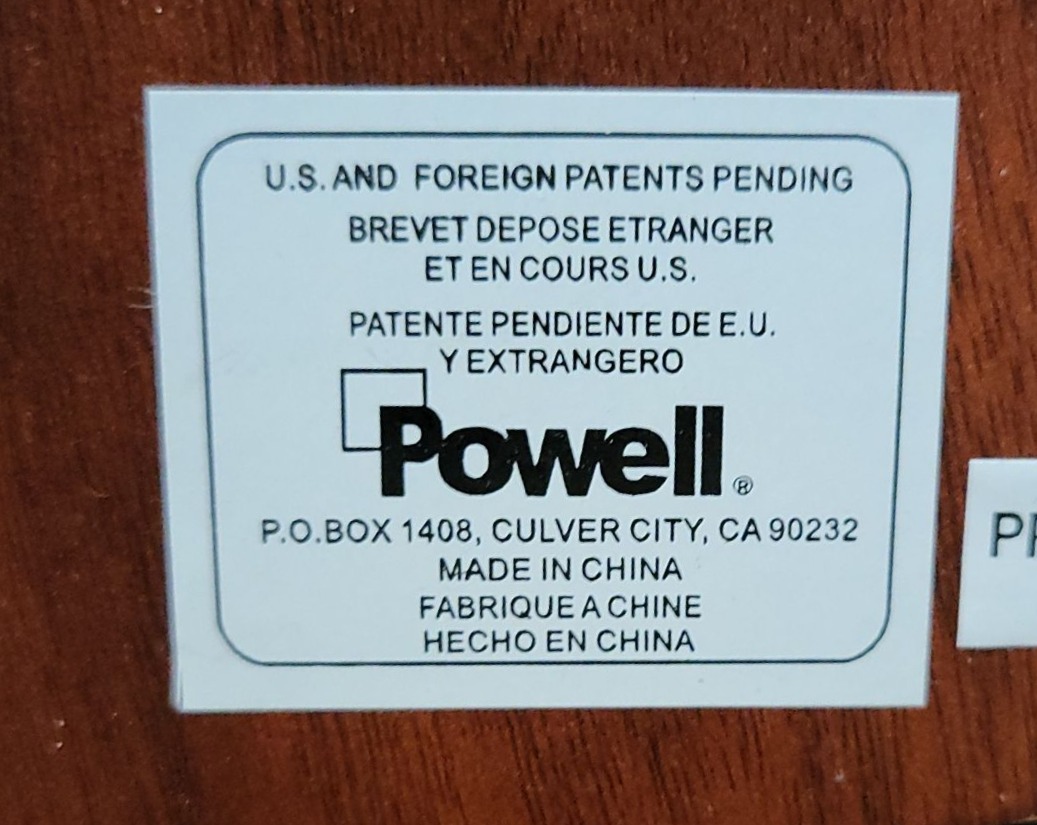 U.S. AND FOREIGN PATENTS PENDING
BREVET DEPOSE ETRANGER
ET EN COURS U.S.
PATENTE PENDIENTE DE E.U.
Y EXTRANGERO
Powell®
P.O.BOX 1408, CULVER CITY, CA 90232
MADE IN CHINA
FABRIQUE A CHINE
HECHO EN CHINA